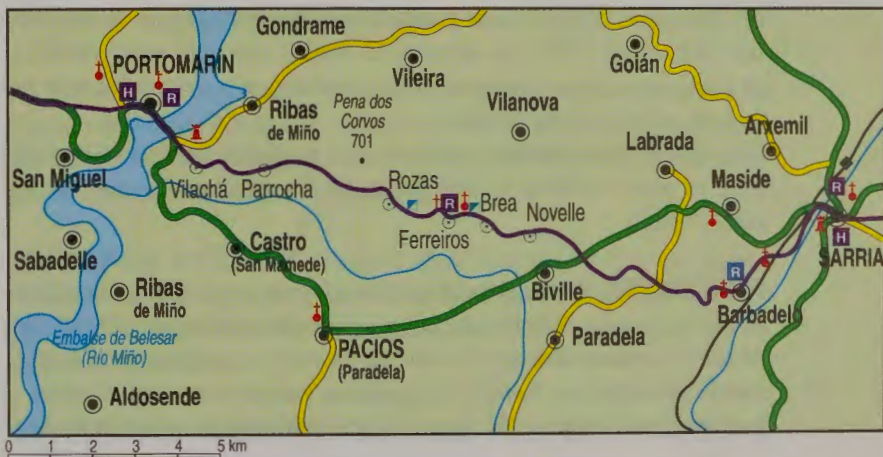 Gondrame
PORTOMARÍN
Goián
Vileira
H
R
Ribas
de Miño
Pena dos
Corvos
701
Vilanova
Arxemil
Labrada
San Miguel
Vilachá
Parrocha
Maside
Rozas
R
Brea
R
Novelle
Ferreiros
Castro
(San Mamede)
H
SARRIA
Sabadelle
R
Ribas
de Miño
Biville
Barbadelo
Embalse de Belesar
(Rio Miño)
PACIOS
(Paradela)
Paradela
Aldosende
0 1 2 3 4 5 km